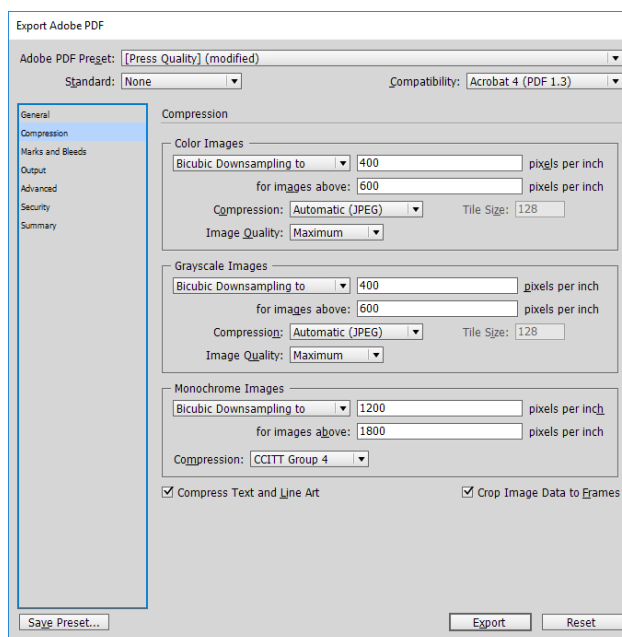 Export Adobe PDF
Adobe PDF Preset: [Press Quality] (modified)
Standard: None Compatibility: Acrobat 4 (PDF 1.3)
General
Compression
Marks and Bleeds
Output
Advanced
Security
Summary
Compression
Color Images
Bicubic Downsampling to 400 pixels per inch
for images above: 600 pixels per inch
Compression: Automatic (JPEG) Tile Size: 128
Image Quality: Maximum
Grayscale Images
Bicubic Downsampling to 400 pixels per inch
for images above: 600 pixels per inch
Compression: Automatic (JPEG) Tile Size: 128
Image Quality: Maximum
Monochrome Images
Bicubic Downsampling to 1200 pixels per inch
for images above: 1800 pixels per inch
Compression: CCITT Group 4
Compress Text and Line Art Crop Image Data to Frames
Save Preset... Export Reset